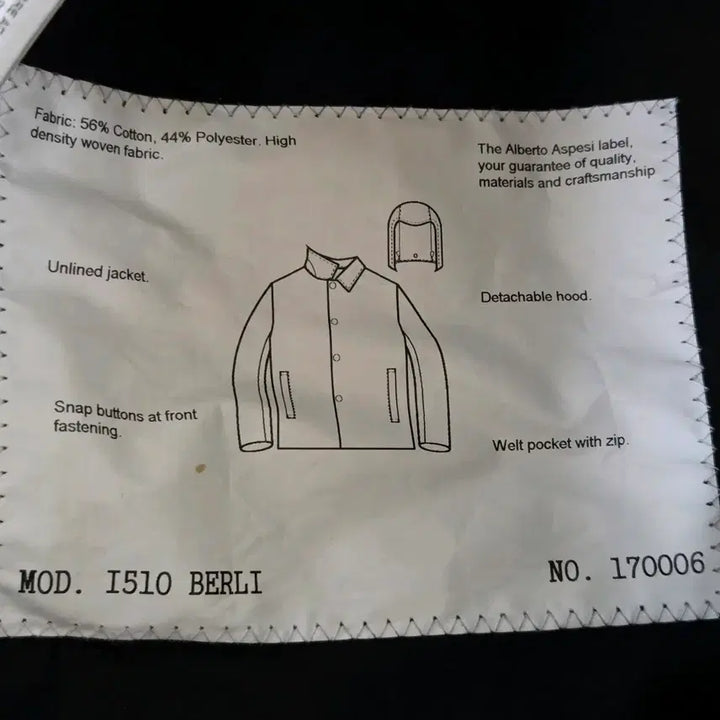 Fabric: 56% Cotton, 44% Polyester. High
density woven fabric.
The Alberto Aspesi label,
your guarantee of quality,
materials and craftsmanship
Unlined jacket.
Detachable hood.
Snap buttons at front
fastening.
Welt pocket with zip.
MOD. I510 BERLI
NO. 170006